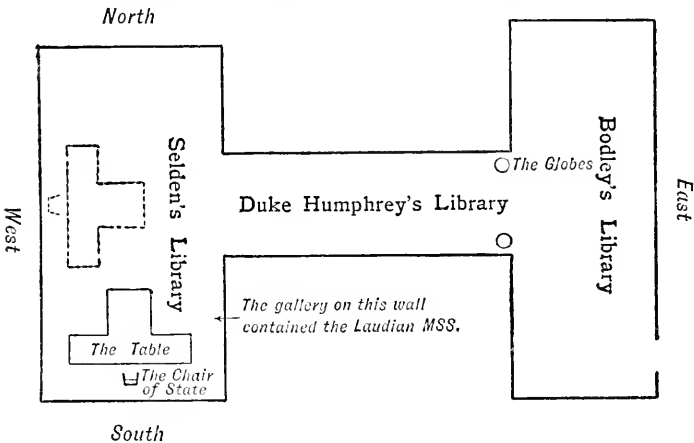 North
The Globes
Selden's Library
Bodley's Library
West
East
Duke Humphrey's Library
The gallery on this wall
contained the Laudian MSS.
The Table
The Chair
of State
South